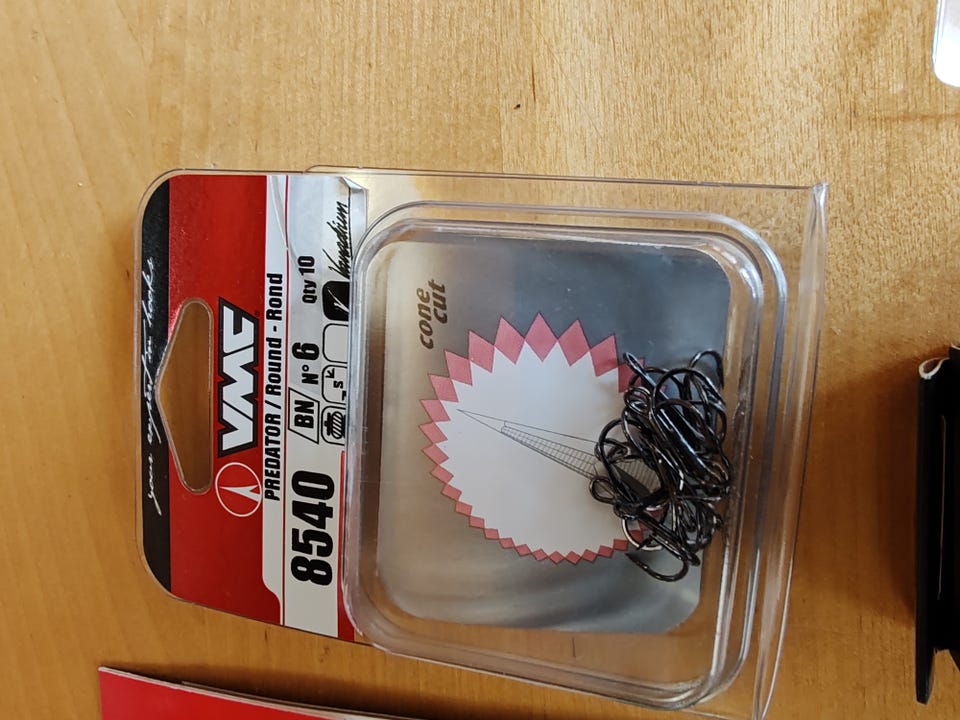 your expert in hooks
VMC®
PREDATOR / Round - Rond
8540
BN N° 6 Qty 10
S
Vanadium
cone
cut